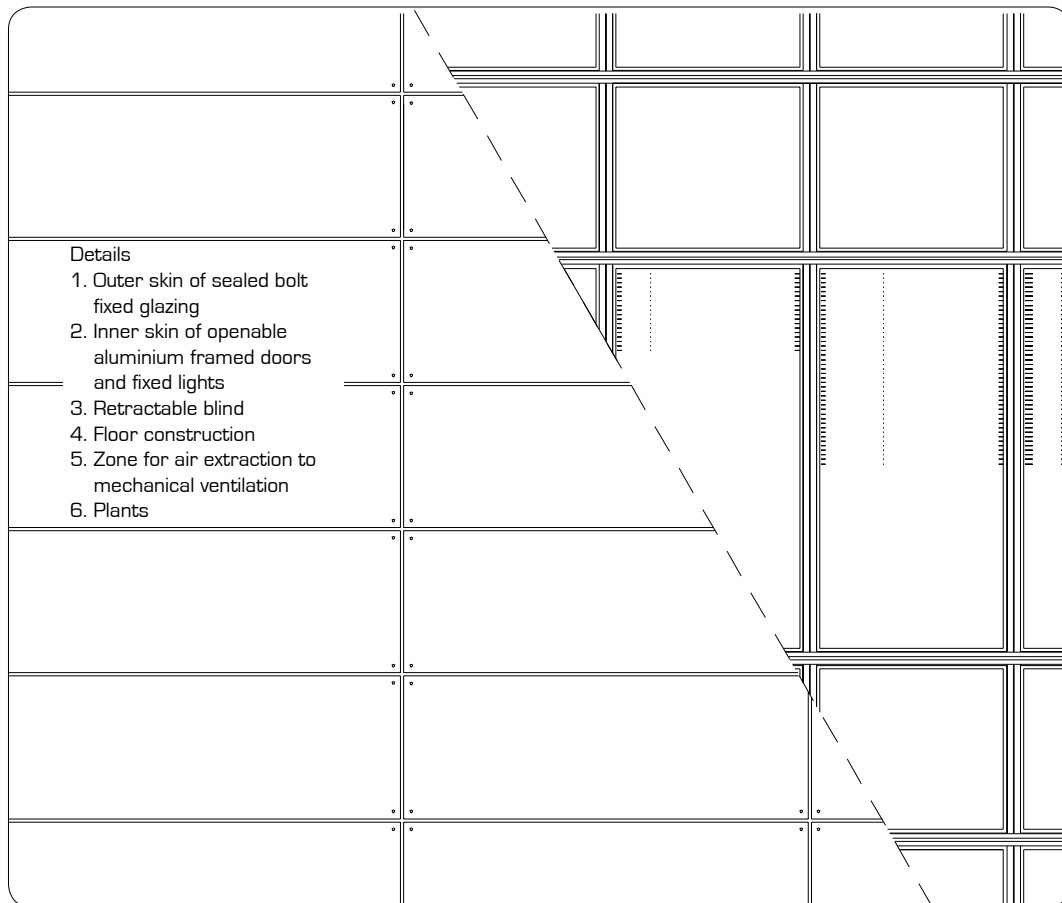 Details
1. Outer skin of sealed bolt
fixed glazing
2. Inner skin of openable
aluminium framed doors
and fixed lights
3. Retractable blind
4. Floor construction
5. Zone for air extraction to
mechanical ventilation
6. Plants